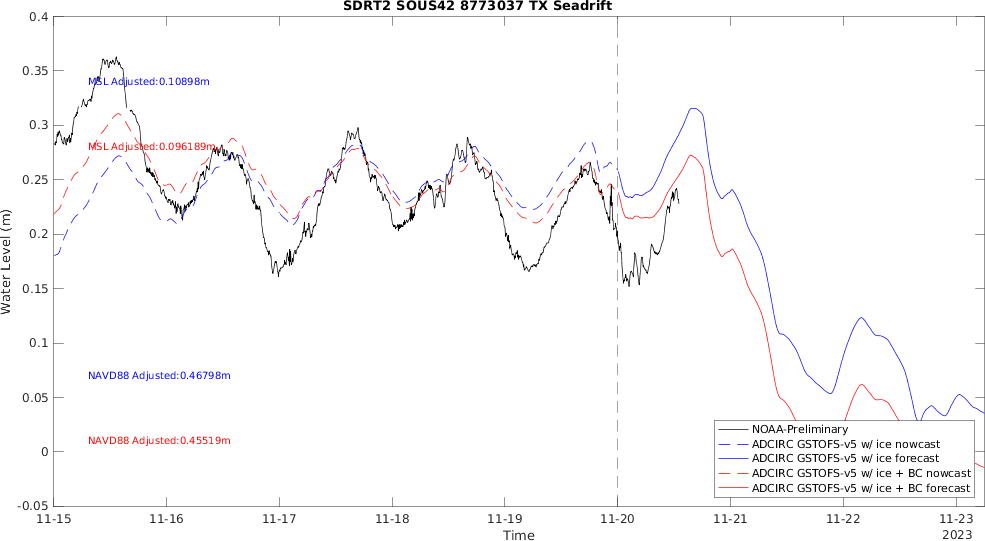 SDRT2 SOUS42 8773037 TX Seadrift
0.4
0.35
0.3
0.25
0.2
0.15
0.1
0.05
0
-0.05
Water Level (m)
MSL Adjusted:0.10898m
MSL Adjusted:0.096189m
NAVD88 Adjusted:0.46798m
NAVD88 Adjusted:0.45519m
NOAA-Preliminary
ADCIRC GSTOFS-v5 w/ ice nowcast
ADCIRC GSTOFS-v5 w/ ice forecast
ADCIRC GSTOFS-v5 w/ ice + BC nowcast
ADCIRC GSTOFS-v5 w/ ice + BC forecast
11-15 11-16 11-17 11-18 11-19 11-20 11-21 11-22 11-23
Time
2023